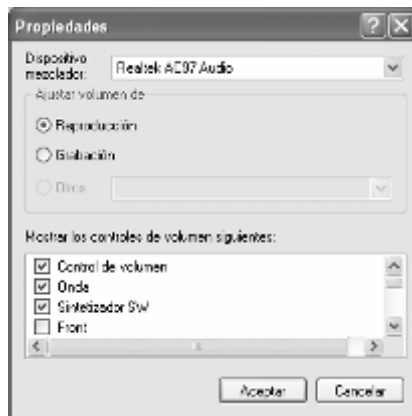 Propiedades
Dispositivo
mezclador:
Realtek AC97 Audio
Ajustar volumen de
Reproducción
Grabación
Otros
Mostrar los controles de volumen siguientes:
Control de volumen
Onda
Sintetizador SW
Front
Aceptar
Cancelar